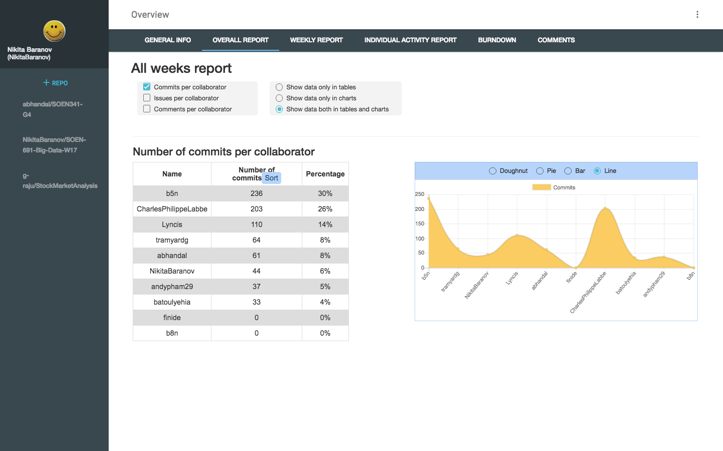 Overview
Nikita Baranov
(NikitaBaranov)
+ REPO
abhandal/SOEN341-
G4
NikitaBaranov/SOEN-
691-Big-Data-W17
g-
raju/StockMarketAnalysis
GENERAL INFO OVERALL REPORT WEEKLY REPORT INDIVIDUAL ACTIVITY REPORT BURNDOWN COMMENTS
All weeks report
Commits per collaborator
Issues per collaborator
Comments per collaborator
Show data only in tables
Show data only in charts
Show data both in tables and charts
Number of commits per collaborator
Name Number of commits Sort Percentage
b5n 236 30%
CharlesPhilippeLabbe 203 26%
Lyncis 110 14%
tramyardg 64 8%
abhandal 61 8%
NikitaBaranov 44 6%
andypham29 37 5%
batoulyehia 33 4%
finide 0 0%
b8n 0 0%
Doughnut Pie Bar Line
Commits
250
200
150
100
50
0
b5n tramyardg NikitaBaranov Lyncis abhandal finide CharlesPhilippeLabbe batoulyehia andypham29 b8n